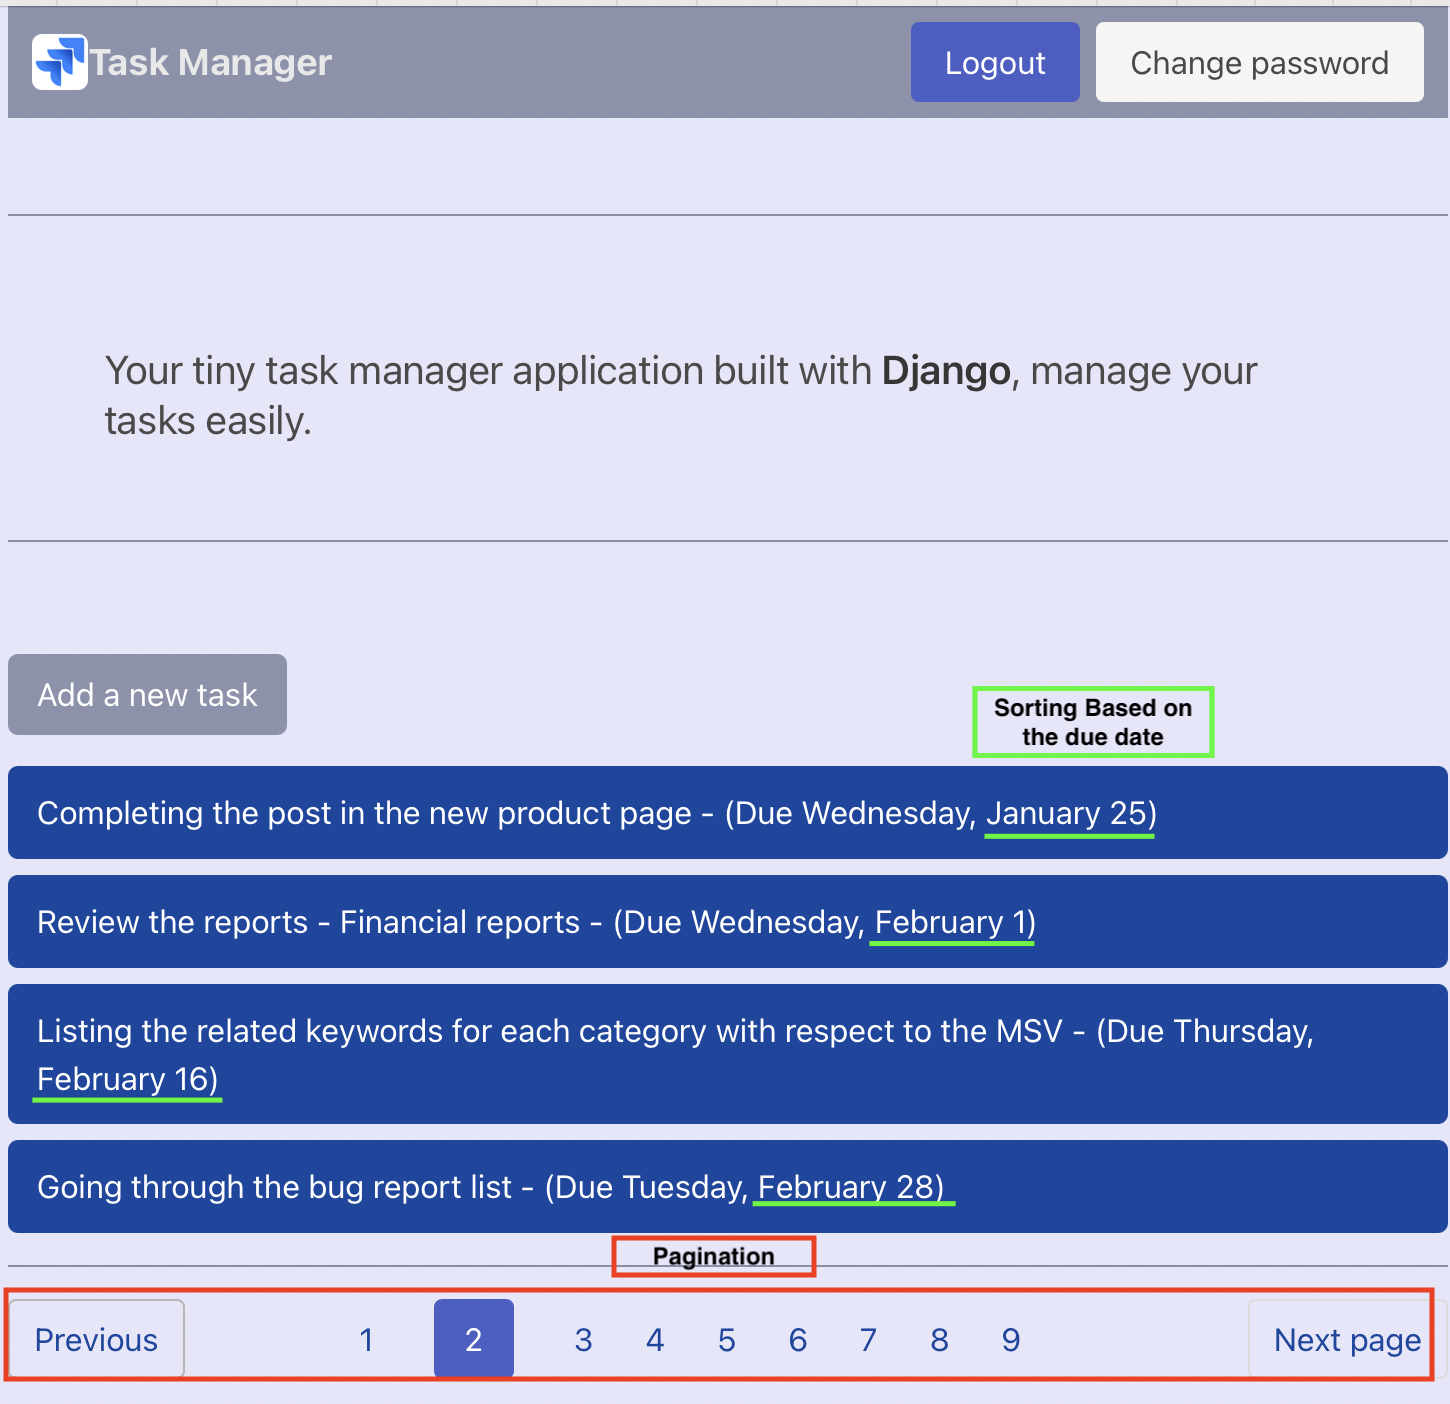 Task Manager
Logout
Change password
Your tiny task manager application built with Django, manage your
tasks easily.
Add a new task
Sorting Based on
the due date
Completing the post in the new product page - (Due Wednesday, January 25)
Review the reports - Financial reports - (Due Wednesday, February 1)
Listing the related keywords for each category with respect to the MSV - (Due Thursday,
February 16)
Going through the bug report list - (Due Tuesday, February 28)
Pagination
Previous 1 2 3 4 5 6 7 8 9 Next page